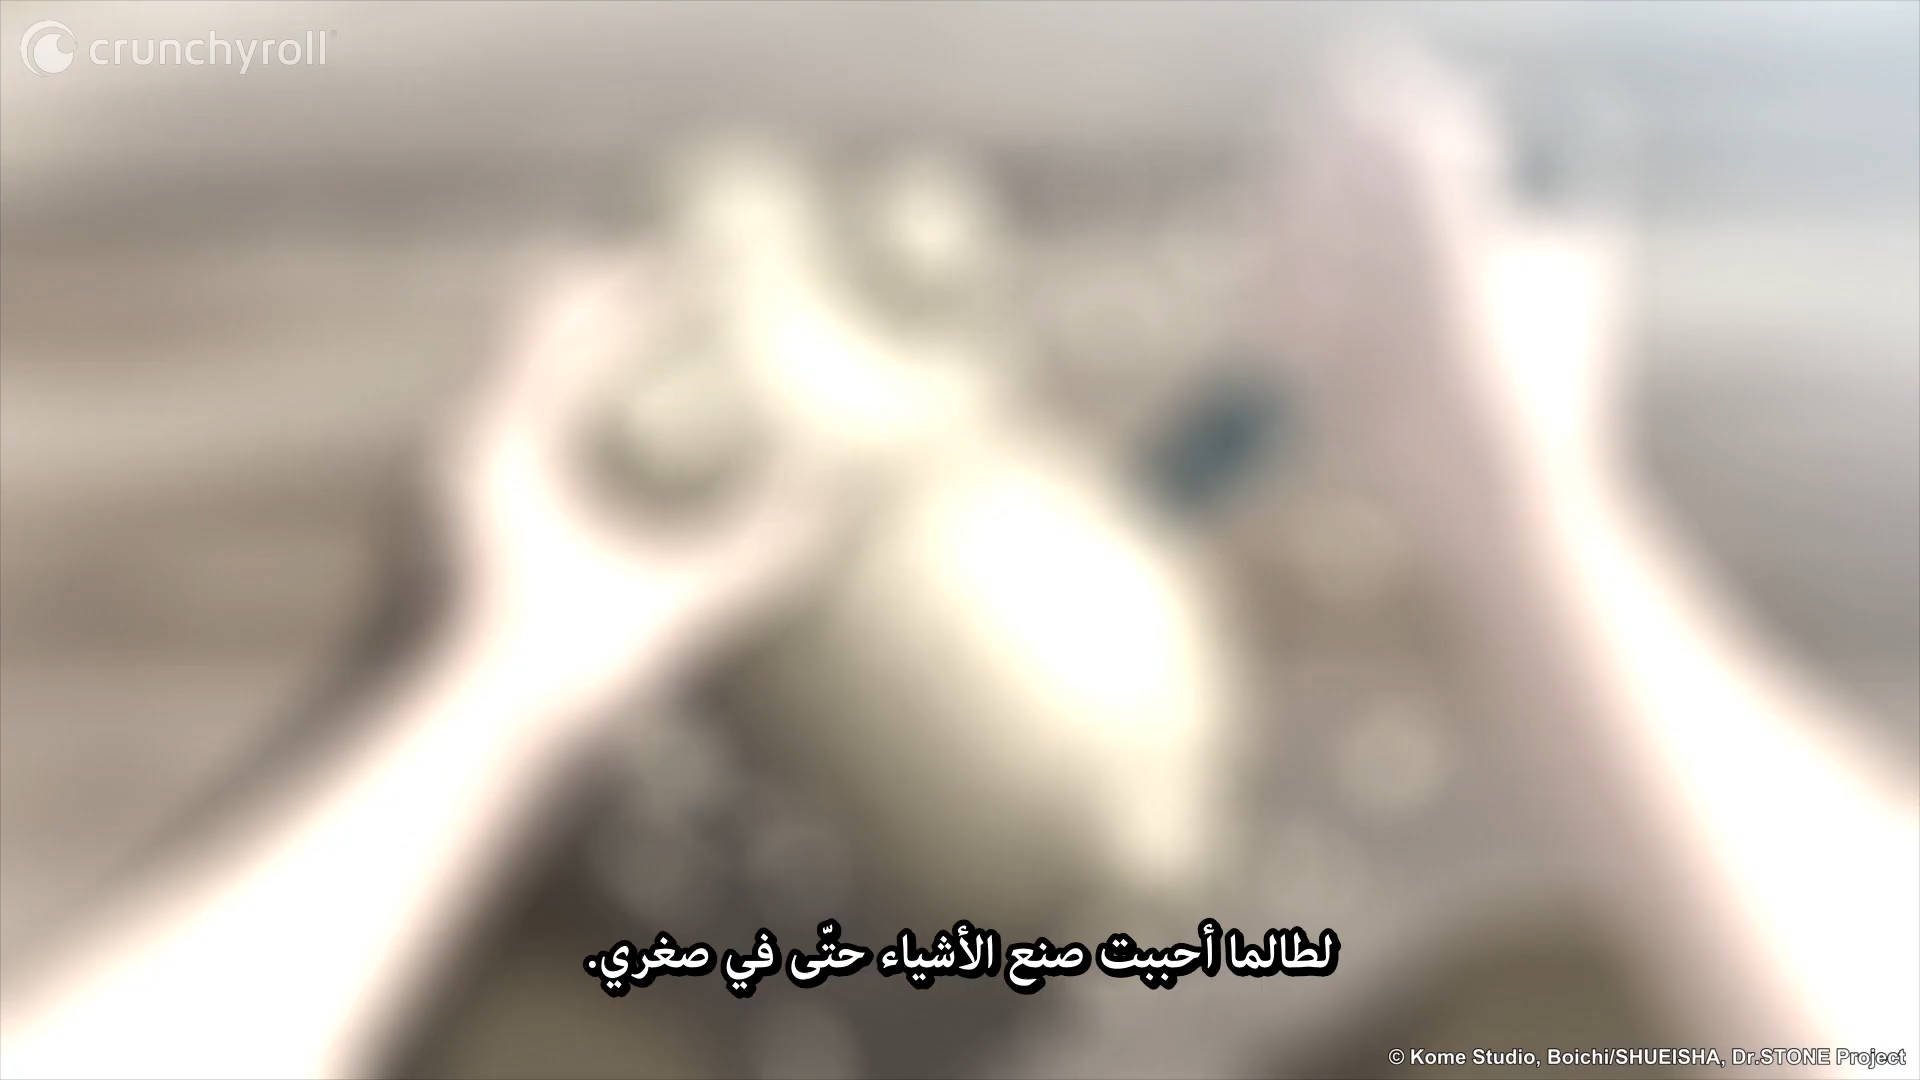 crunchyroll
لطالما أحببت صنع الأشياء حتّى في صغري.
© Kome Studio, Boichi/SHUEISHA, Dr.STONE Project